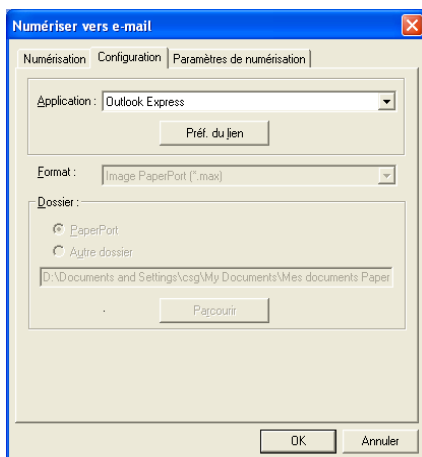 Numériser vers e-mail
Numérisation Configuration Paramètres de numérisation
Application : Outlook Express
Préf. du lien
Format : Image PaperPort (*.max)
Dossier :
PaperPort
Autre dossier
D:\Documents and Settings\csg\My Documents\Mes documents Paper
Parcourir
OK Annuler